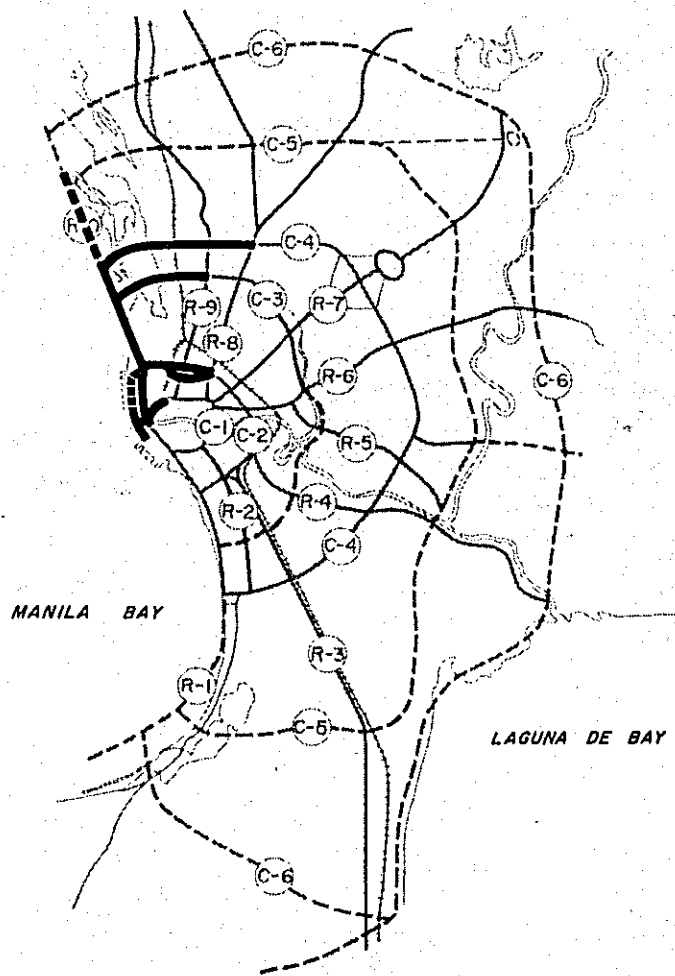 C-6
C-5
R-10
C-4
C-3
R-9
R-7
R-8
R-6
C-6
C-1
C-2
R-5
R-2
R-4
C-4
MANILA BAY
R-3
R-1
C-5
LAGUNA DE BAY
C-6